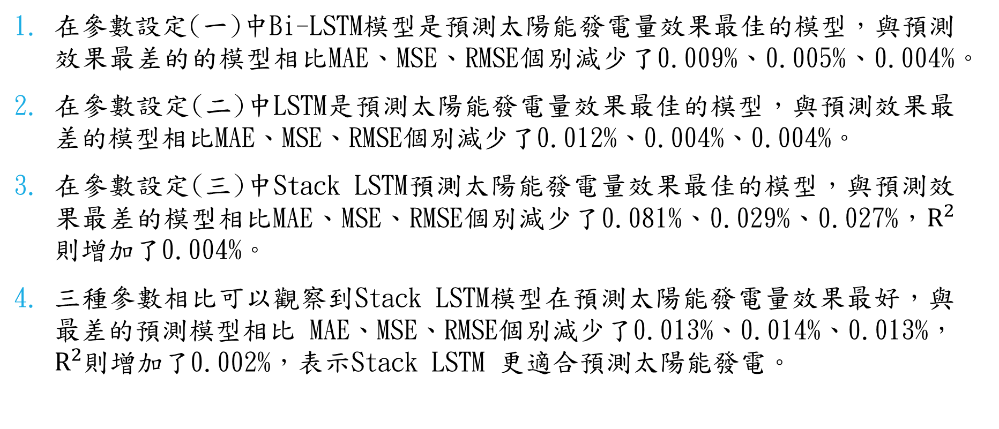 1. 在參數設定(一)中Bi-LSTM模型是預測太陽能發電量效果最佳的模型，與預測
效果最差的的模型相比MAE、MSE、RMSE個別減少了0.009%、0.005%、0.004%。
2. 在參數設定(二)中LSTM是預測太陽能發電量效果最佳的模型，與預測效果最
差的模型相比MAE、MSE、RMSE個別減少了0.012%、0.004%、0.004%。
3. 在參數設定(三)中Stack LSTM預測太陽能發電量效果最佳的模型，與預測效
果最差的模型相比MAE、MSE、RMSE個別減少了0.081%、0.029%、0.027%，R²
則增加了0.004%。
4. 三種參數相比可以觀察到Stack LSTM模型在預測太陽能發電量效果最好，與
最差的預測模型相比 MAE、MSE、RMSE個別減少了0.013%、0.014%、0.013%，
R²則增加了0.002%，表示Stack LSTM 更適合預測太陽能發電。